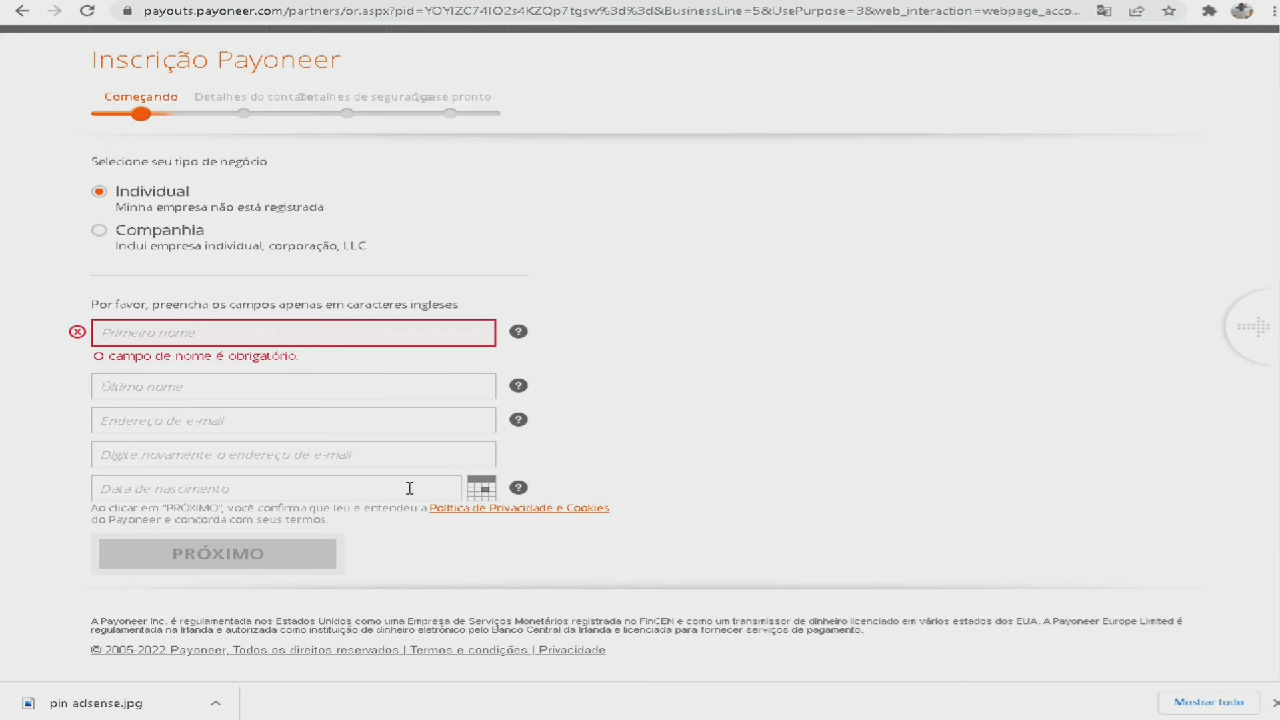 payouts.payoneer.com/partners/or.aspx?pid=YOYIZC74IO2s4KZQp7tgsw%3d%3d&BusinessLine=5&UsePurpose=3&web_interaction=webpage_acco...
Inscrição Payoneer
Começando Detalhes do contato Detalhes de segurança Quase pronto
Selecione seu tipo de negócio
Individual
Minha empresa não está registrada
Companhia
Inclui empresa individual, corporação, LLC
Por favor, preencha os campos apenas em caracteres ingleses
Primeiro nome
O campo de nome é obrigatório.
Último nome
Endereço de e-mail
Digite novamente o endereço de e-mail
Data de nascimento
Ao clicar em "PRÓXIMO", você confirma que leu e entendeu a Política de Privacidade e Cookies
do Payoneer e concorda com seus termos.
PRÓXIMO
A Payoneer Inc. é regulamentada nos Estados Unidos como uma Empresa de Serviços Monetários registrada no FinCEN e como um transmissor de dinheiro licenciado em vários estados dos EUA. A Payoneer Europe Limited é
regulamentada na Irlanda e autorizada como instituição de dinheiro eletrônico pelo Banco Central da Irlanda e licenciada para fornecer serviços de pagamento.
© 2005-2022 Payoneer, Todos os direitos reservados | Termos e condições | Privacidade
pin adsense.jpg
Mostrar tudo